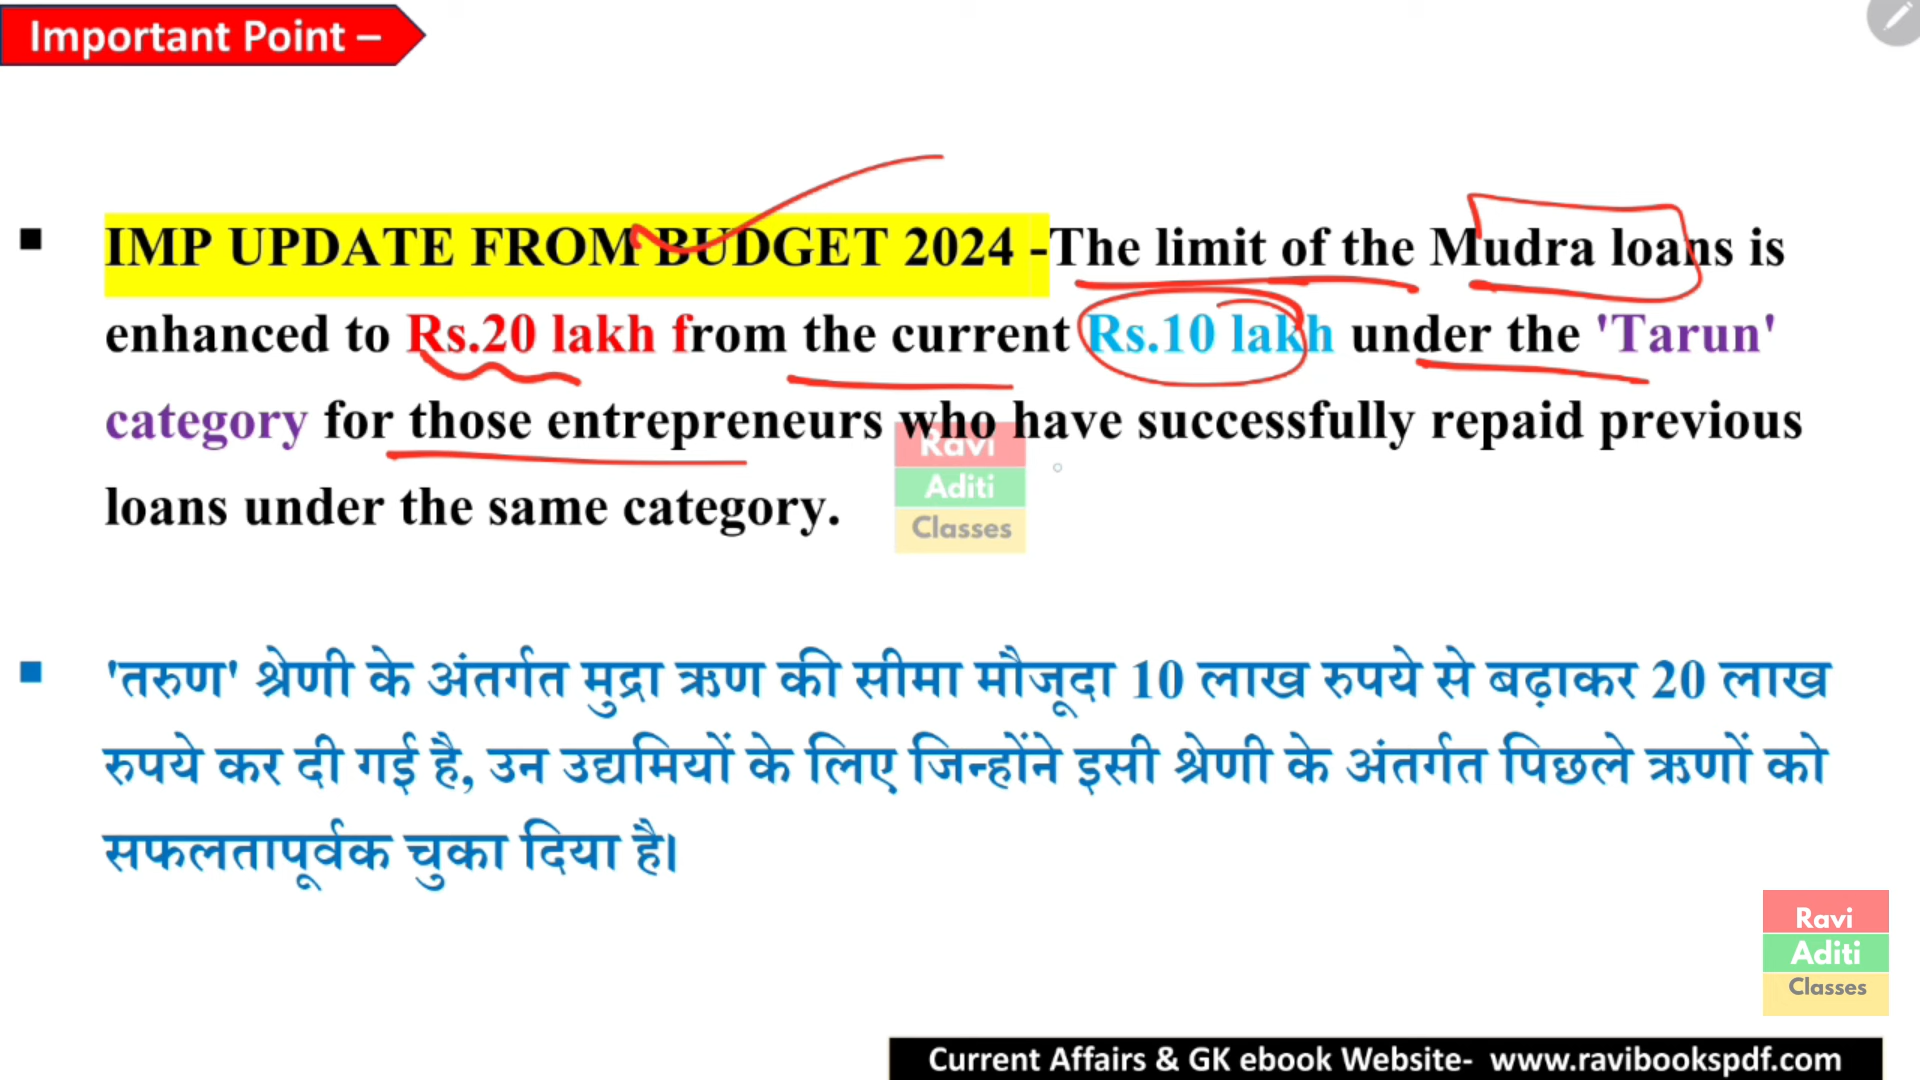 Important Point –
▪ IMP UPDATE FROM BUDGET 2024 -The limit of the Mudra loans is
enhanced to Rs.20 lakh from the current Rs.10 lakh under the 'Tarun'
category for those entrepreneurs who have successfully repaid previous
loans under the same category.
Ravi
Aditi
Classes
▪ 'तरुण' श्रेणी के अंतर्गत मुद्रा ऋण की सीमा मौजूदा 10 लाख रुपये से बढ़ाकर 20 लाख
रुपये कर दी गई है, उन उद्यमियों के लिए जिन्होंने इसी श्रेणी के अंतर्गत पिछले ऋणों को
सफलतापूर्वक चुका दिया है।
Ravi
Aditi
Classes
Current Affairs & GK ebook Website- www.ravibookspdf.com